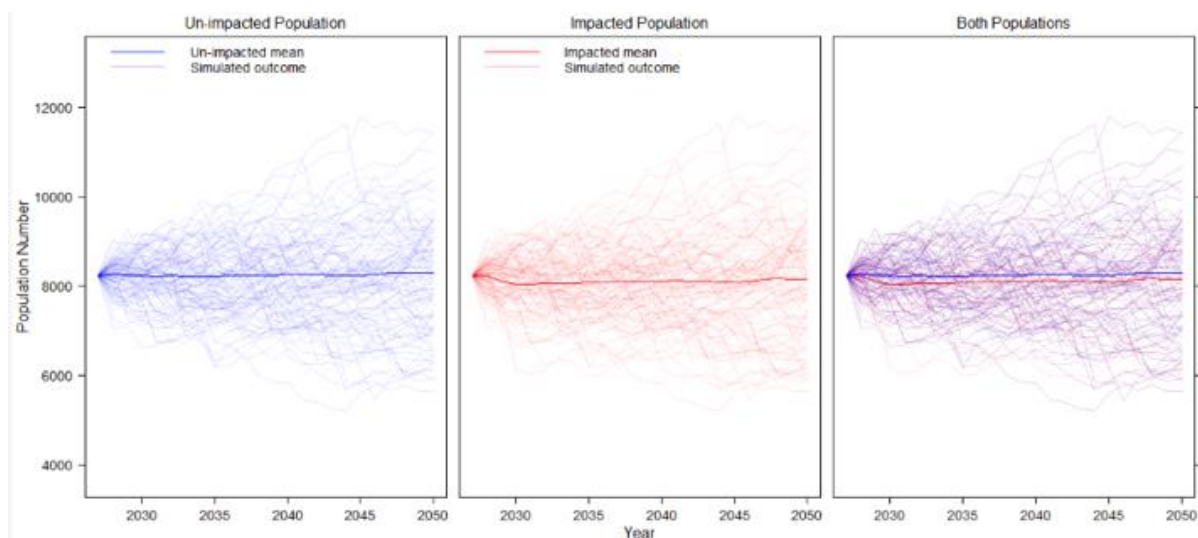 Un-impacted Population
Impacted Population
Both Populations
Un-impacted mean
Simulated outcome
Impacted mean
Simulated outcome
Population Number
12000
10000
8000
6000
4000
2030 2035 2040 2045 2050
2030 2035 2040 2045 2050
2030 2035 2040 2045 2050
Year